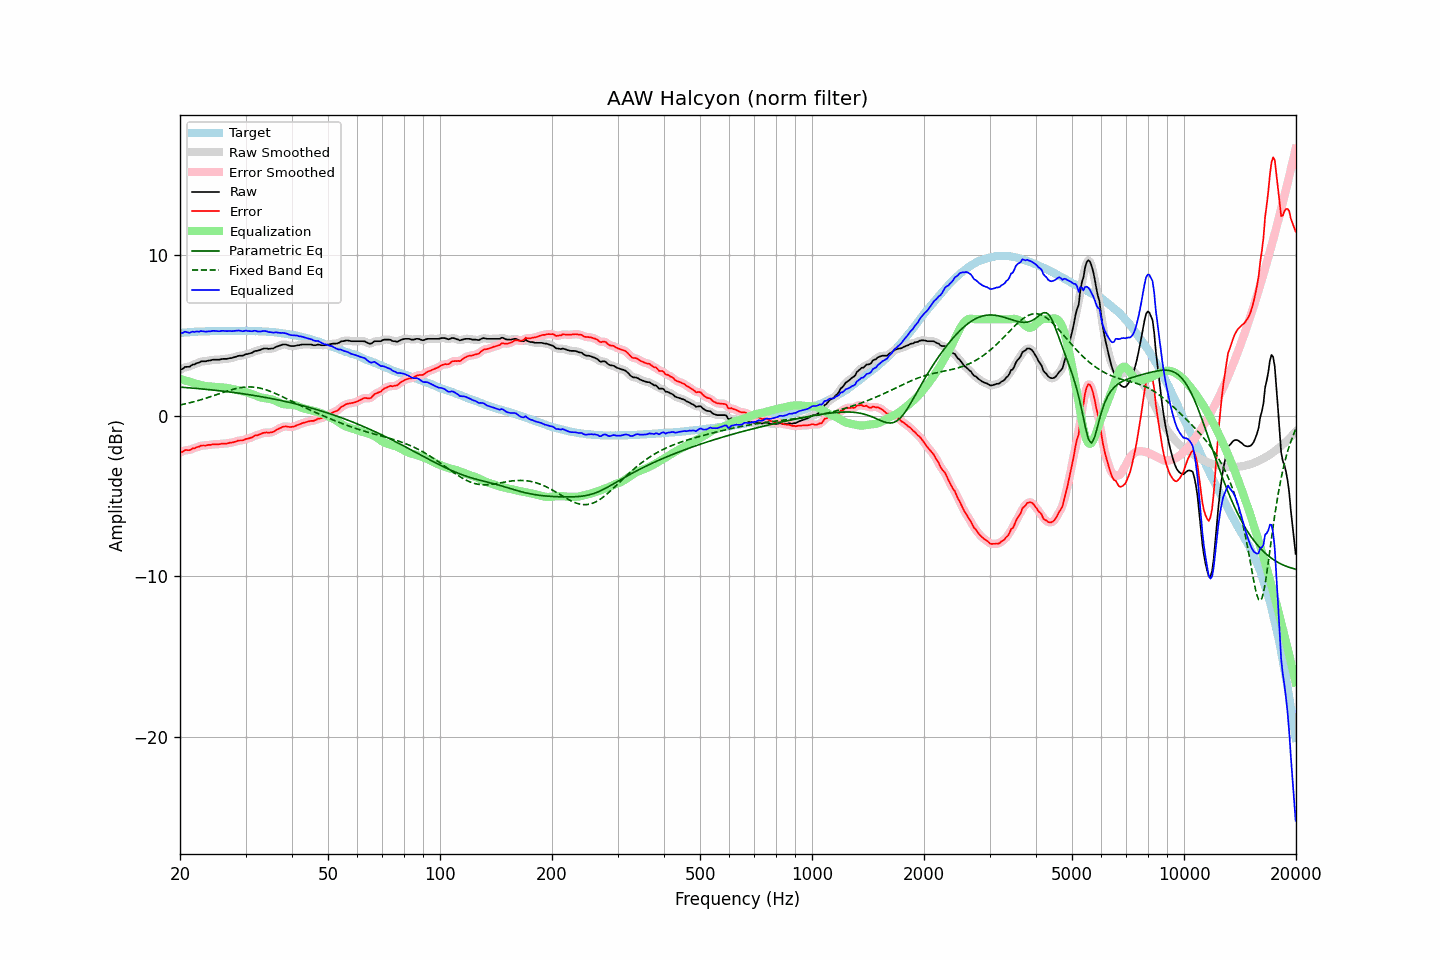 AAW Halcyon (norm filter)
Target
Raw Smoothed
Error Smoothed
Raw
Error
Equalization
Parametric Eq
Fixed Band Eq
Equalized
Amplitude (dBr)
10
0
−10
−20
20 50 100 200 500 1000 2000 5000 10000 20000
Frequency (Hz)